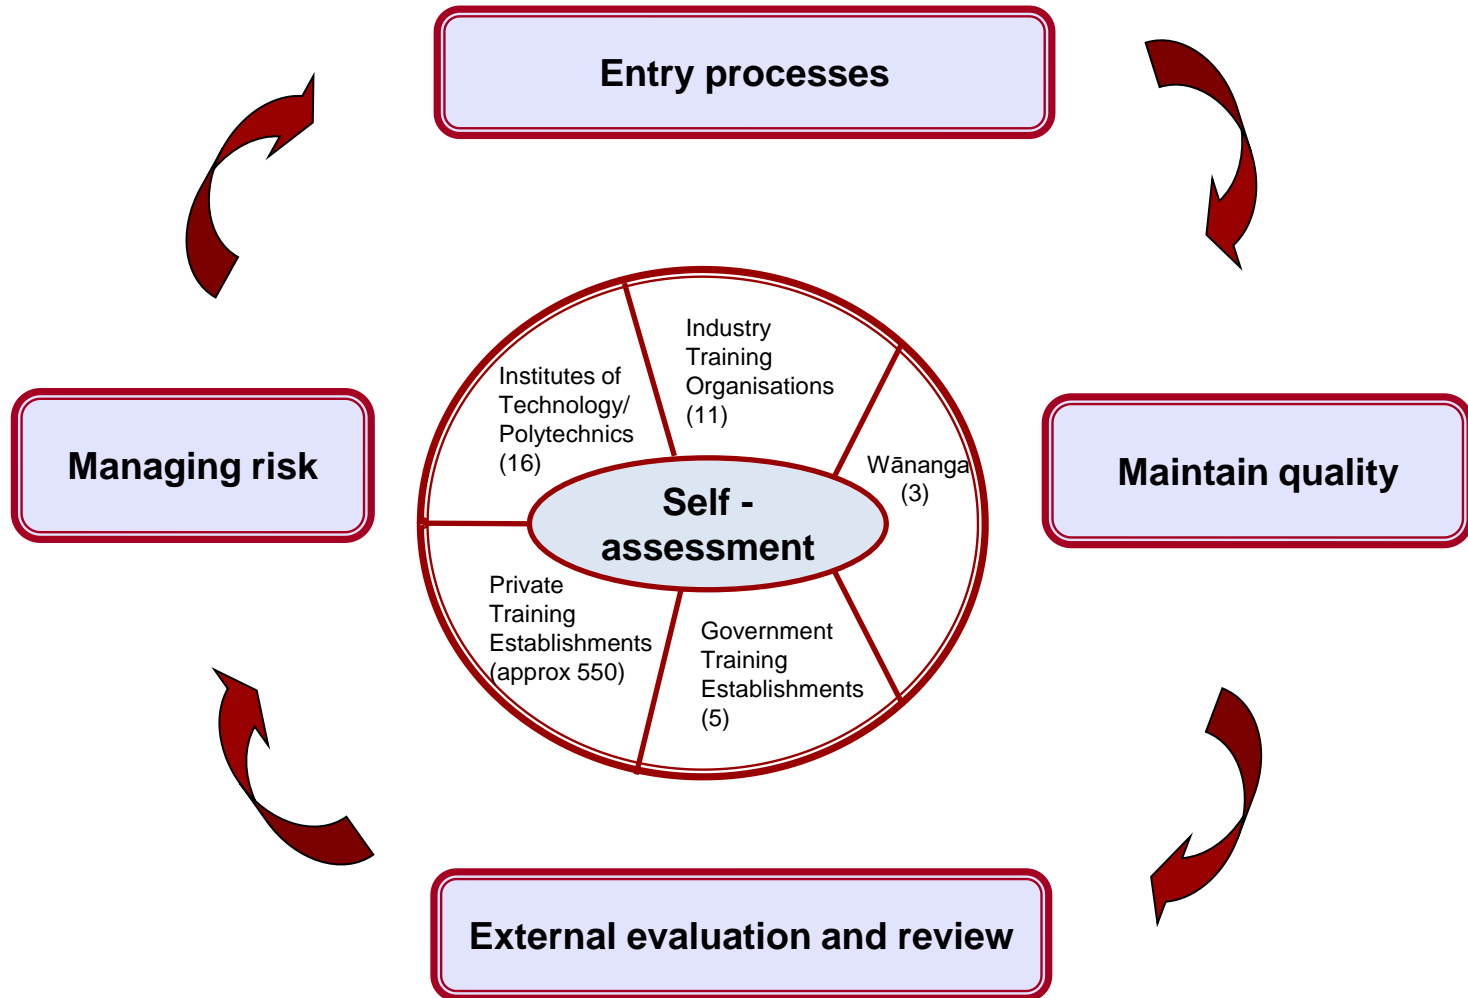 Entry processes
Industry
Training
Organisations
(11)
Institutes of
Technology/
Polytechnics
(16)
Wānanga
(3)
Managing risk
Maintain quality
Self -
assessment
Private
Training
Establishments
(approx 550)
Government
Training
Establishments
(5)
External evaluation and review